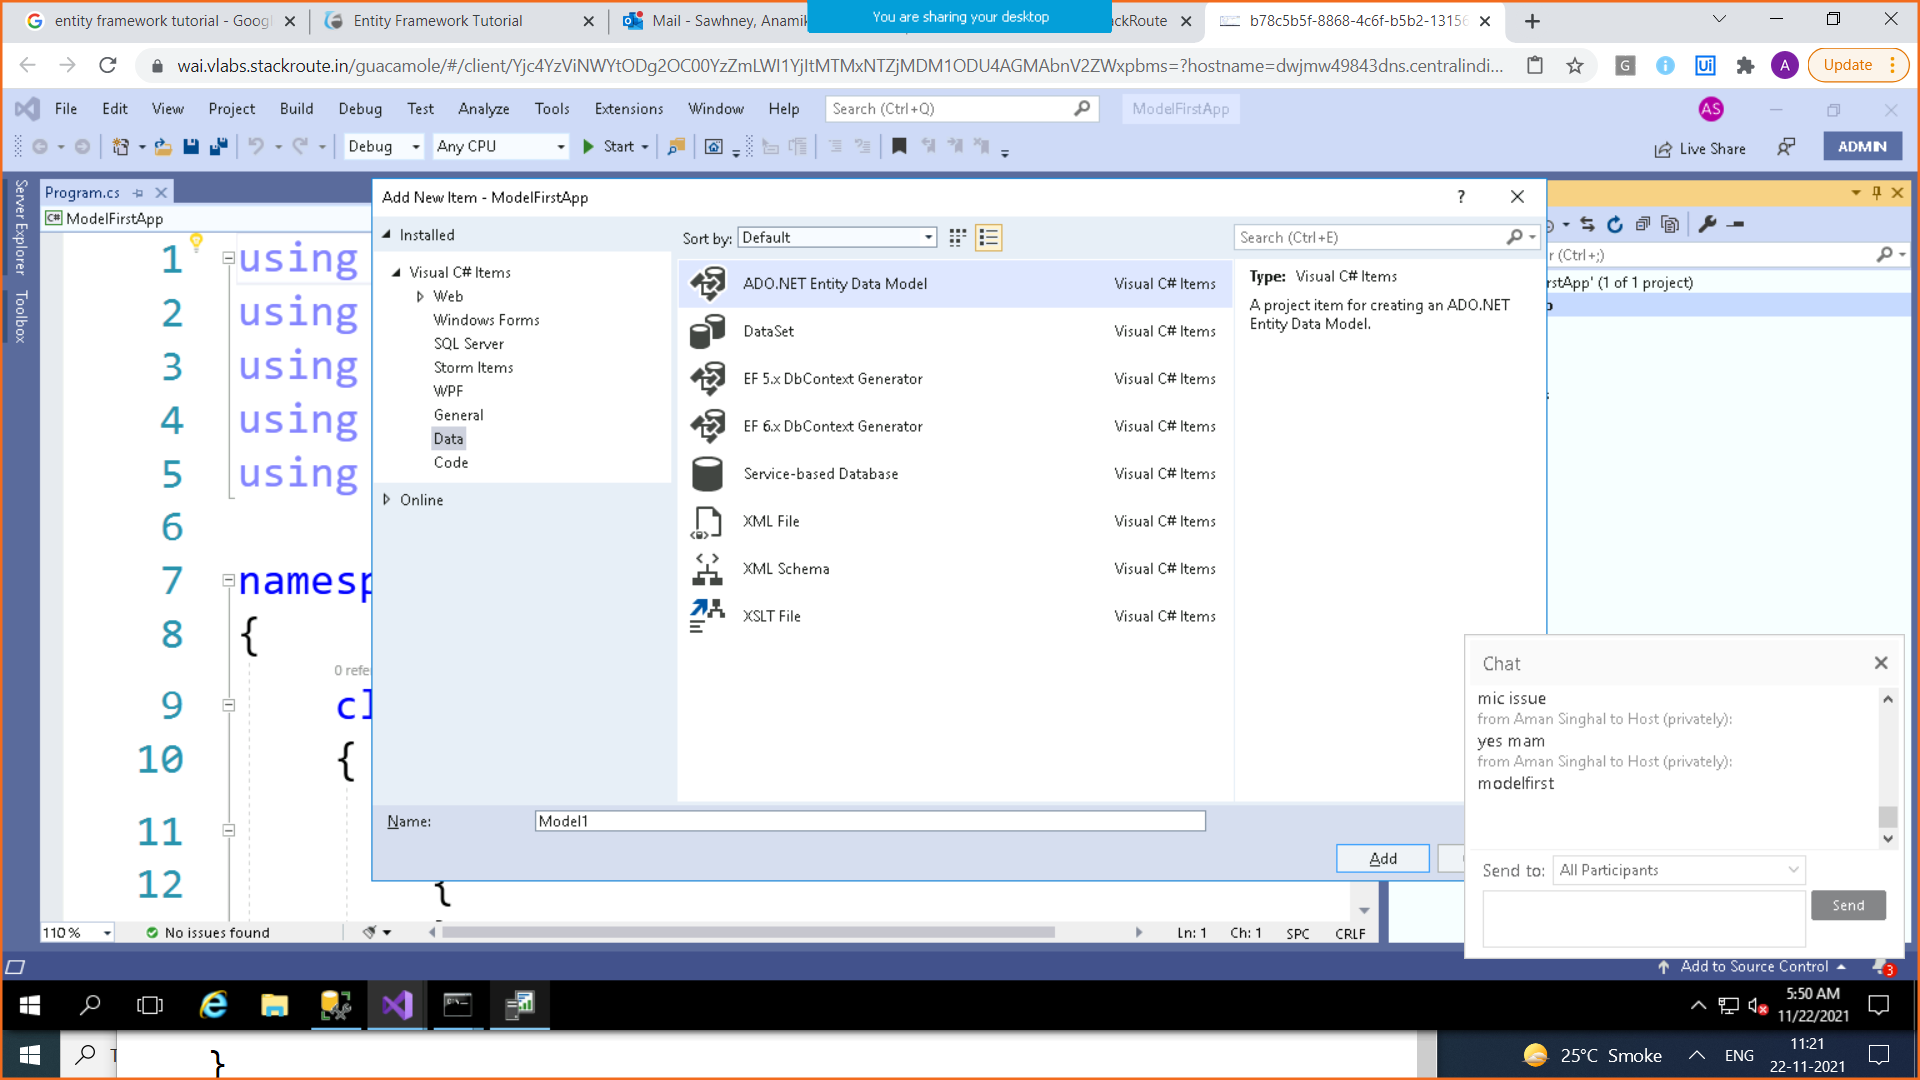 entity framework tutorial - Goog
Entity Framework Tutorial
Mail - Sawhney, Anamik
You are sharing your desktop
ckRoute
b78c5b5f-8868-4c6f-b5b2-13156
wai.vlabs.stackroute.in/guacamole/#/client/Yjc4YzViNWYtODg2OC00YzZmLWI1YjItMTMxNTZjMDM1ODU4AGMAbnV2ZWxpbms=?hostname=dwjmw49843dns.centralindi...
G
Ui
A
Update
File Edit View Project Build Debug Test Analyze Tools Extensions Window Help
Search (Ctrl+Q)
ModelFirstApp
AS
Debug
Any CPU
Start
Live Share
ADMIN
Server Explorer
Toolbox
Program.cs
C# ModelFirstApp
1 using
2 using
3 using
4 using
5 using
6
7 namesp
8 {
0 refe
9 cl
10 {
11
12 {
Add New Item - ModelFirstApp
?
Installed
Visual C# Items
Web
Windows Forms
SQL Server
Storm Items
WPF
General
Data
Code
Online
Sort by: Default
Search (Ctrl+E)
ADO.NET Entity Data Model Visual C# Items
DataSet Visual C# Items
EF 5.x DbContext Generator Visual C# Items
EF 6.x DbContext Generator Visual C# Items
Service-based Database Visual C# Items
XML File Visual C# Items
XML Schema Visual C# Items
XSLT File Visual C# Items
Type: Visual C# Items
A project item for creating an ADO.NET
Entity Data Model.
Name: Model1
Add
r (Ctrl+;)
rstApp' (1 of 1 project)
Chat
mic issue
from Aman Singhal to Host (privately):
yes mam
from Aman Singhal to Host (privately):
modelfirst
Send to: All Participants
Send
110 %
No issues found
Ln: 1 Ch: 1 SPC CRLF
Add to Source Control
3
5:50 AM
11/22/2021
}
25°C Smoke
ENG
11:21
22-11-2021